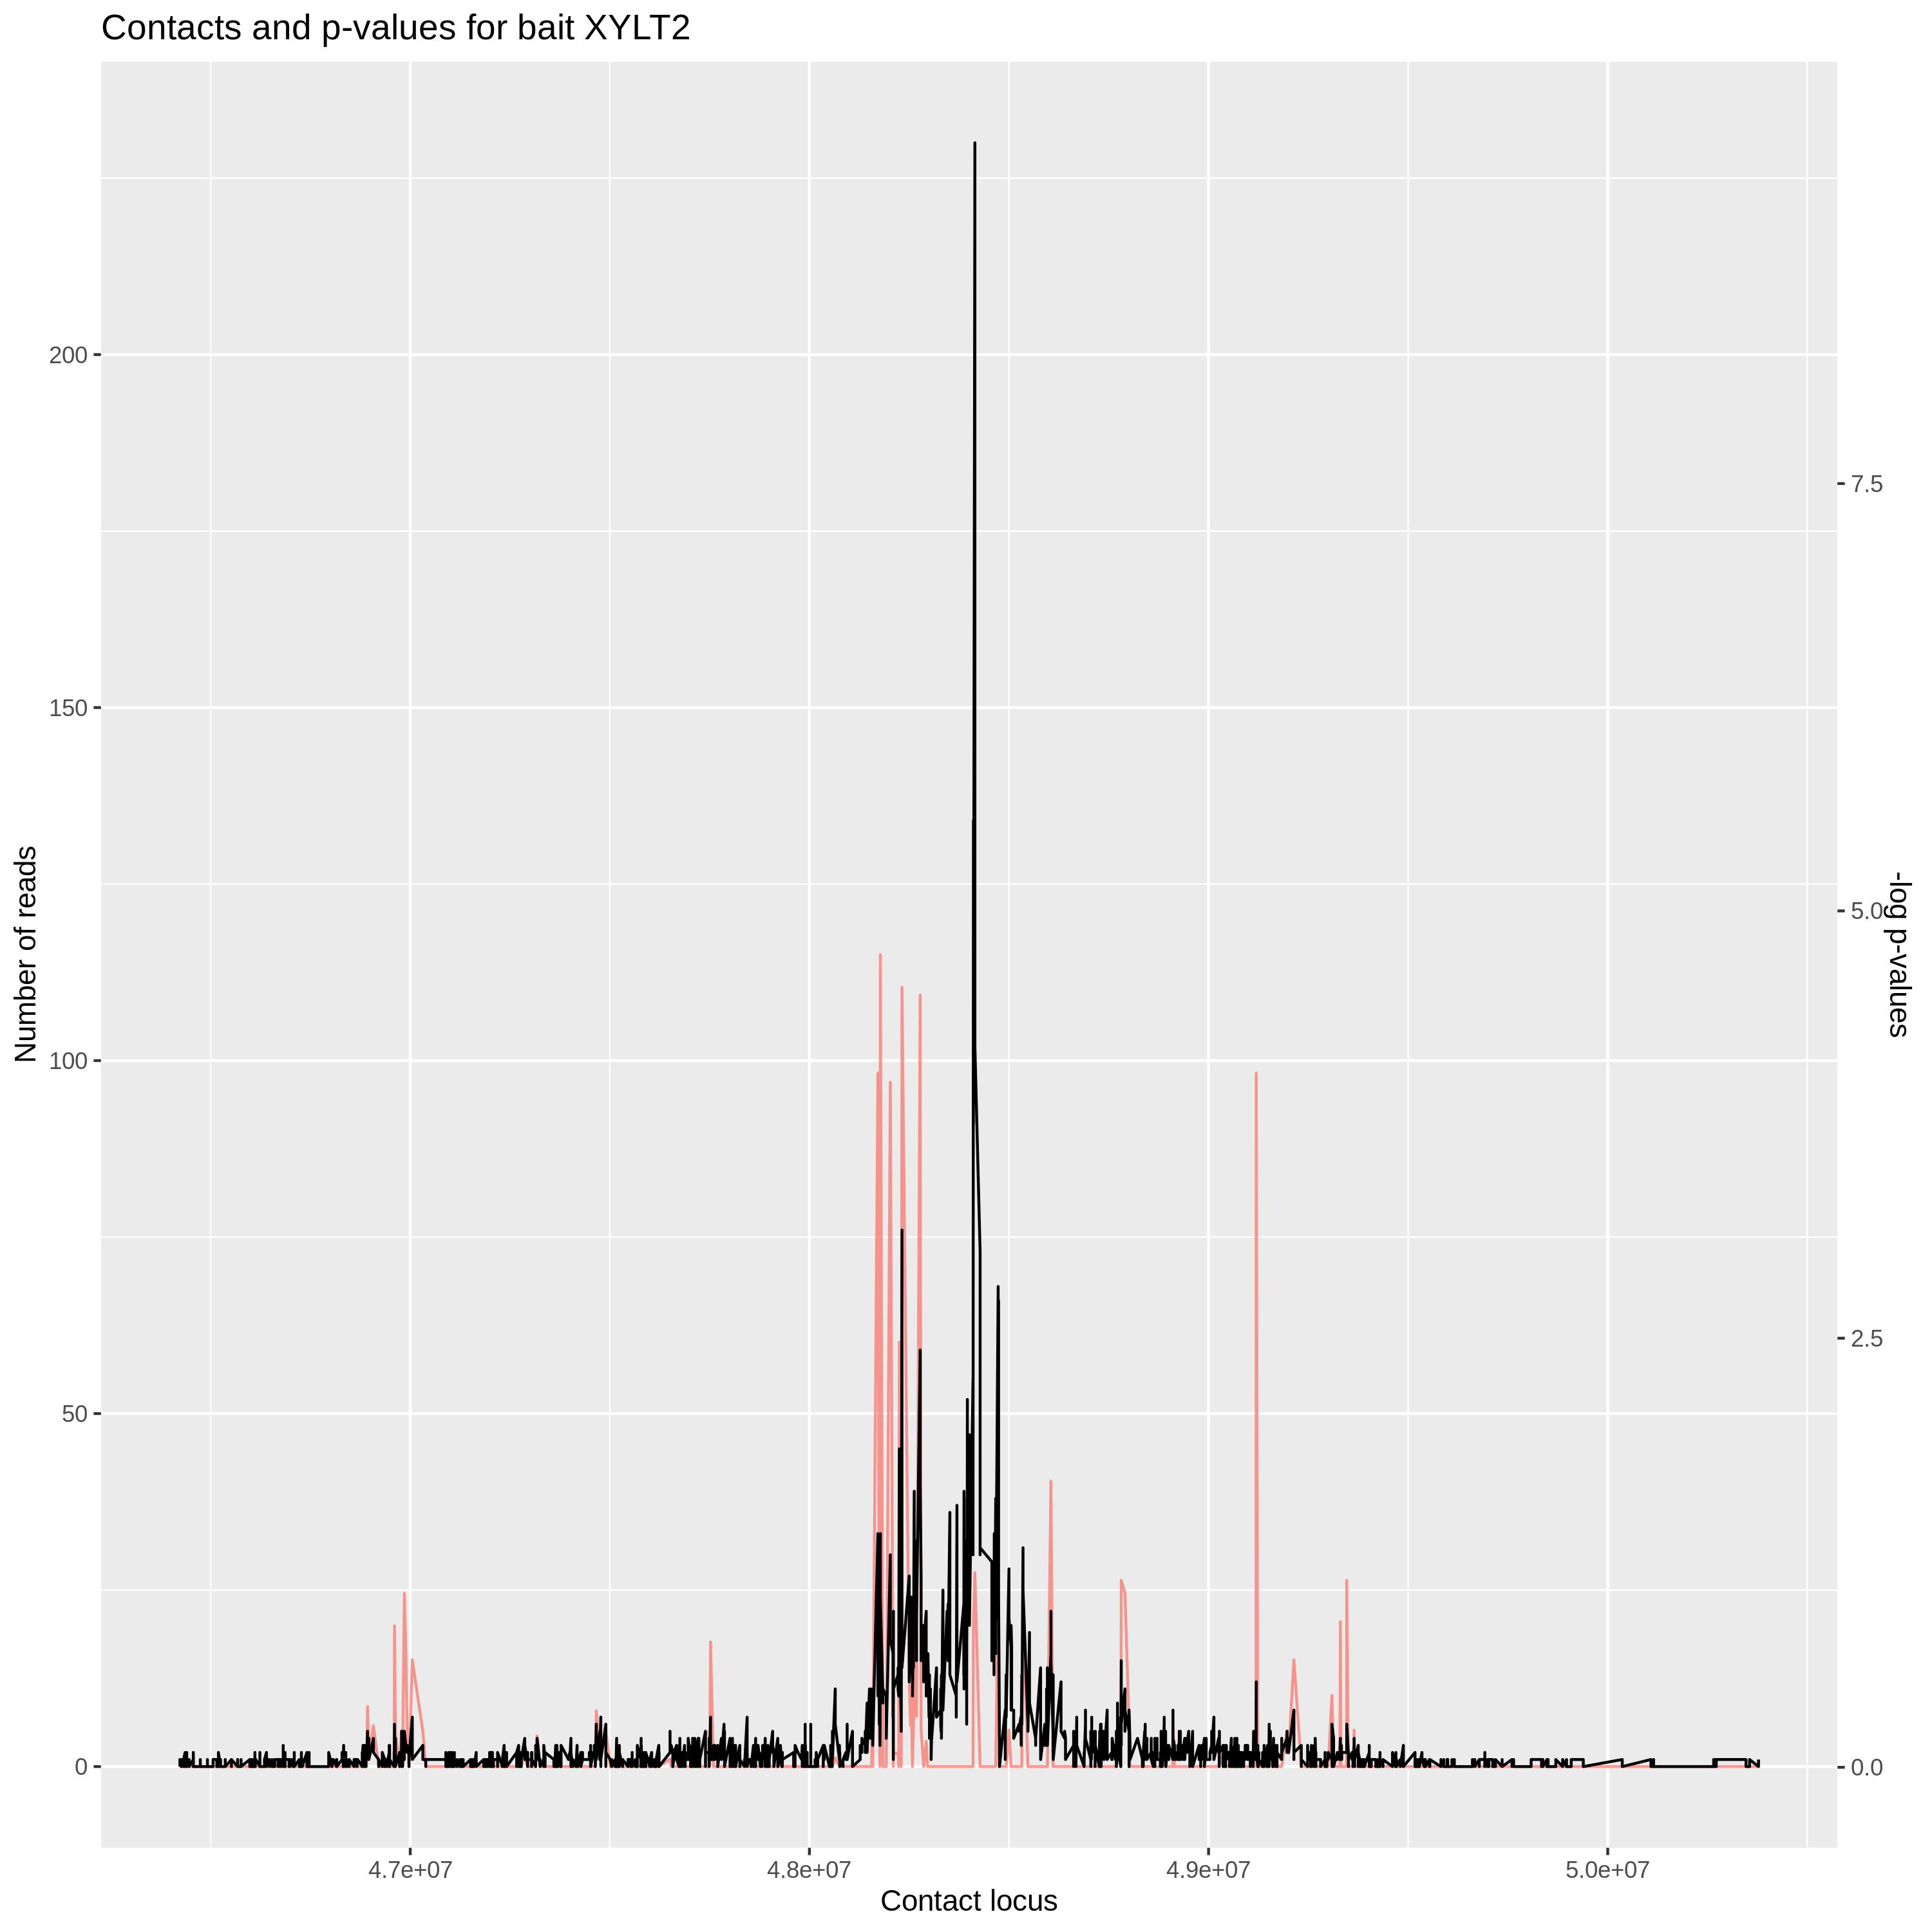 Contacts and p-values for bait XYLT2
Number of reads
200
150
100
50
0
7.5
5.0
2.5
0.0
-log p-values
4.7e+07
4.8e+07
4.9e+07
5.0e+07
Contact locus